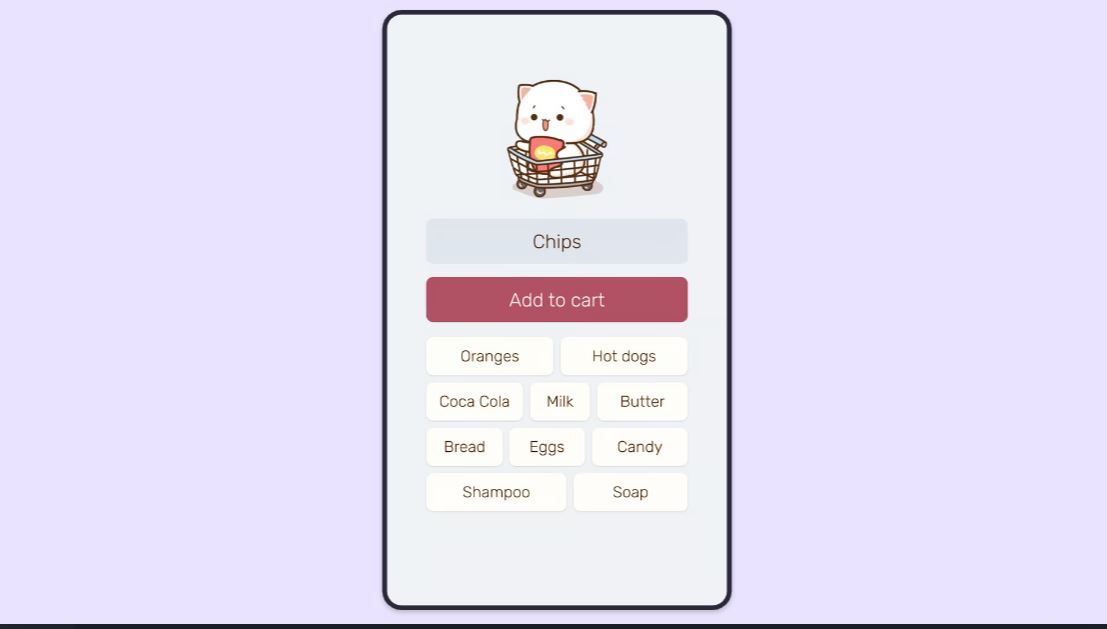 Chips
Add to cart
Oranges
Hot dogs
Coca Cola
Milk
Butter
Bread
Eggs
Candy
Shampoo
Soap